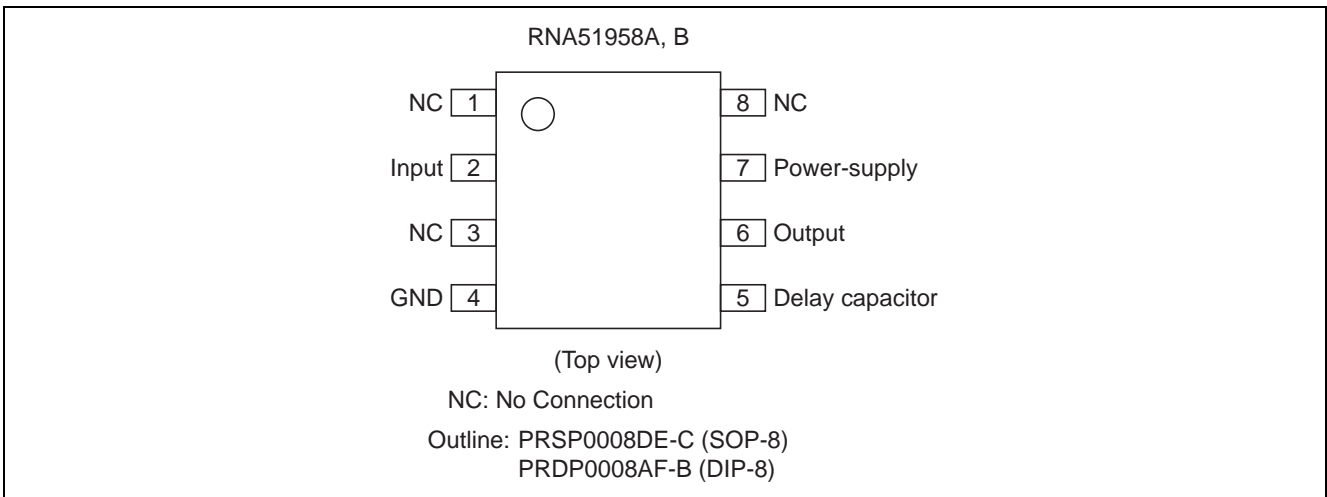 RNA51958A, B
NC 1
8 NC
Input 2
7 Power-supply
NC 3
6 Output
GND 4
5 Delay capacitor
(Top view)
NC: No Connection
Outline: PRSP0008DE-C (SOP-8)
PRDP0008AF-B (DIP-8)